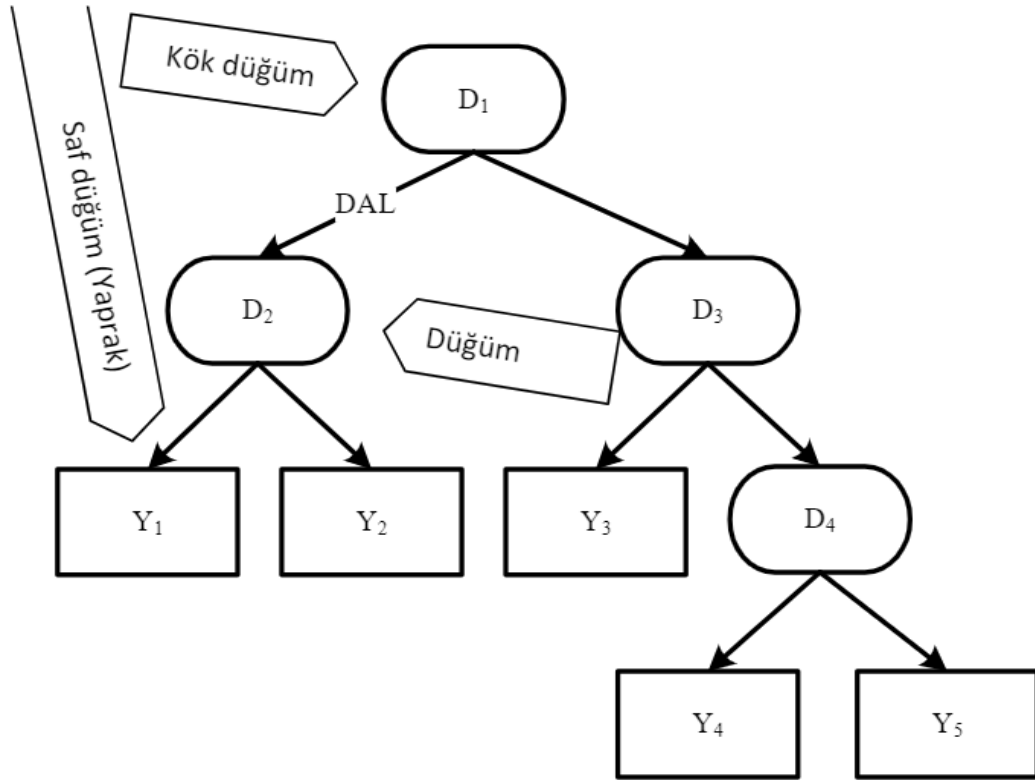 Kök düğüm
D₁
Saf düğüm (Yaprak)
DAL
D₂
Düğüm
D₃
Y₁
Y₂
Y₃
D₄
Y₄
Y₅